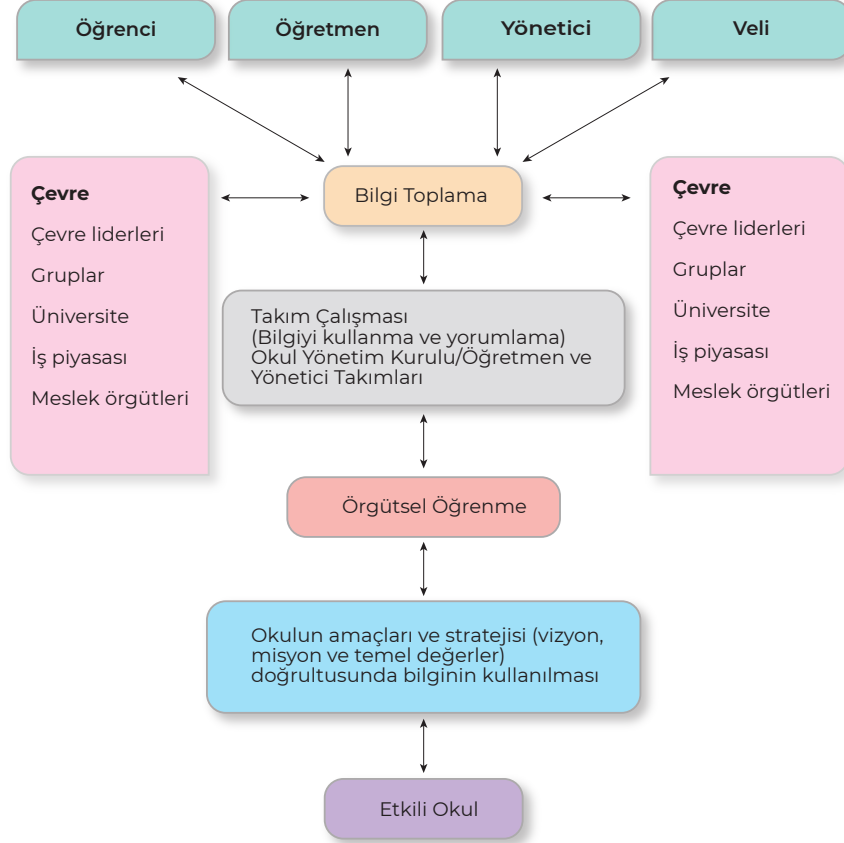 Öğrenci
Öğretmen
Yönetici
Veli
Çevre
Çevre liderleri
Gruplar
Üniversite
İş piyasası
Meslek örgütleri
Bilgi Toplama
Çevre
Çevre liderleri
Gruplar
Üniversite
İş piyasası
Meslek örgütleri
Takım Çalışması
(Bilgiyi kullanma ve yorumlama)
Okul Yönetim Kurulu/Öğretmen ve
Yönetici Takımları
Örgütsel Öğrenme
Okulun amaçları ve stratejisi (vizyon,
misyon ve temel değerler)
doğrultusunda bilginin kullanılması
Etkili Okul